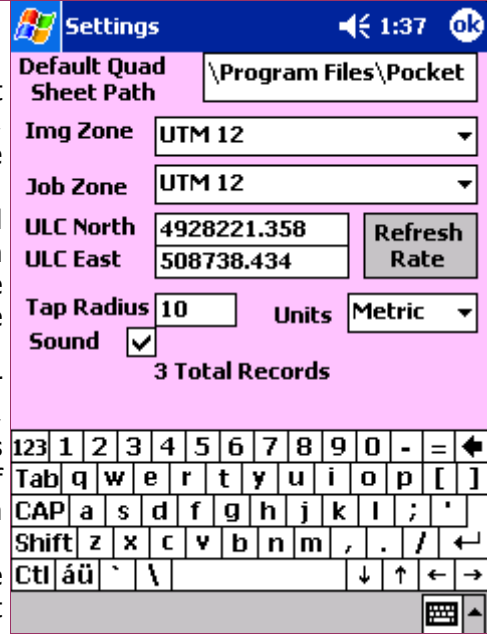 Settings 1:37 ok
Default Quad Sheet Path \Program Files\Pocket
Img Zone UTM 12
Job Zone UTM 12
ULC North 4928221.358
ULC East 508738.434
Refresh Rate
Tap Radius 10 Units Metric
Sound
3 Total Records
123 1 2 3 4 5 6 7 8 9 0 - =
Tab q w e r t y u i o p [ ]
CAP a s d f g h j k l ; '
Shift z x c v b n m , . /
Ctl áü ` \